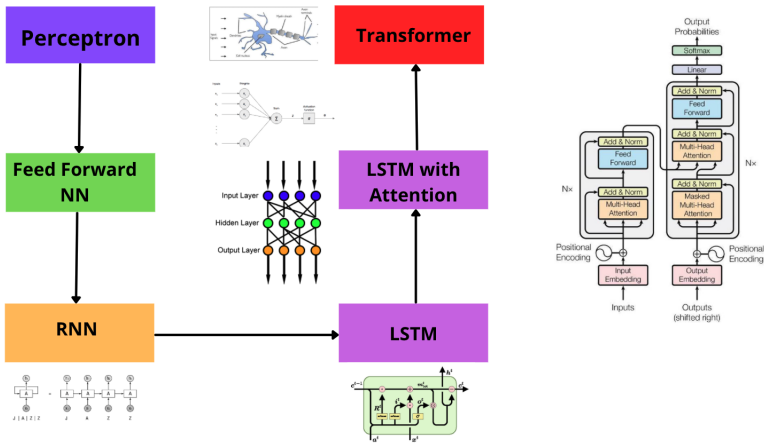 Perceptron
Feed Forward
NN
RNN
LSTM
LSTM with
Attention
Transformer
Input Layer
Hidden Layer
Output Layer
J | A | Z | Z
J A Z Z
Output
Probabilities
Softmax
Linear
Add & Norm
Feed
Forward
Add & Norm
Multi-Head
Attention
Add & Norm
Masked
Multi-Head
Attention
Nx
Add & Norm
Feed
Forward
Add & Norm
Multi-Head
Attention
Nx
Positional
Encoding
Positional
Encoding
Input
Embedding
Output
Embedding
Inputs
Outputs
(shifted right)